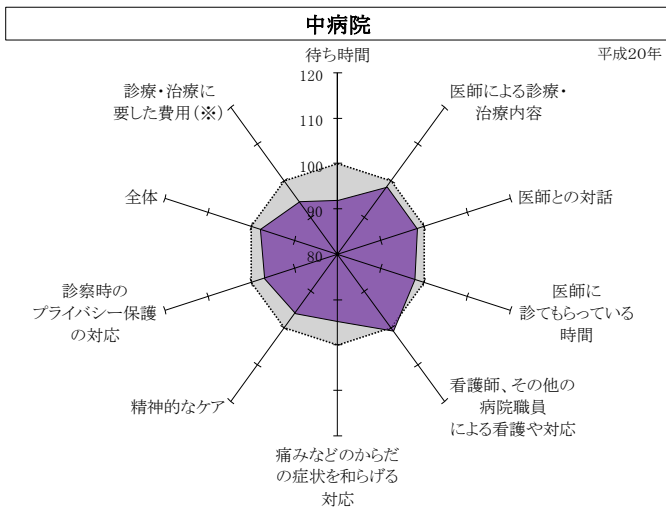 中病院
平成20年
待ち時間
120
110
100
90
80
医師による診療・
治療内容
医師との対話
医師に
診てもらっている
時間
看護師、その他の
病院職員
による看護や対応
痛みなどのからだ
の症状を和らげる
対応
精神的なケア
診察時の
プライバシー保護
の対応
全体
診療・治療に
要した費用(※)